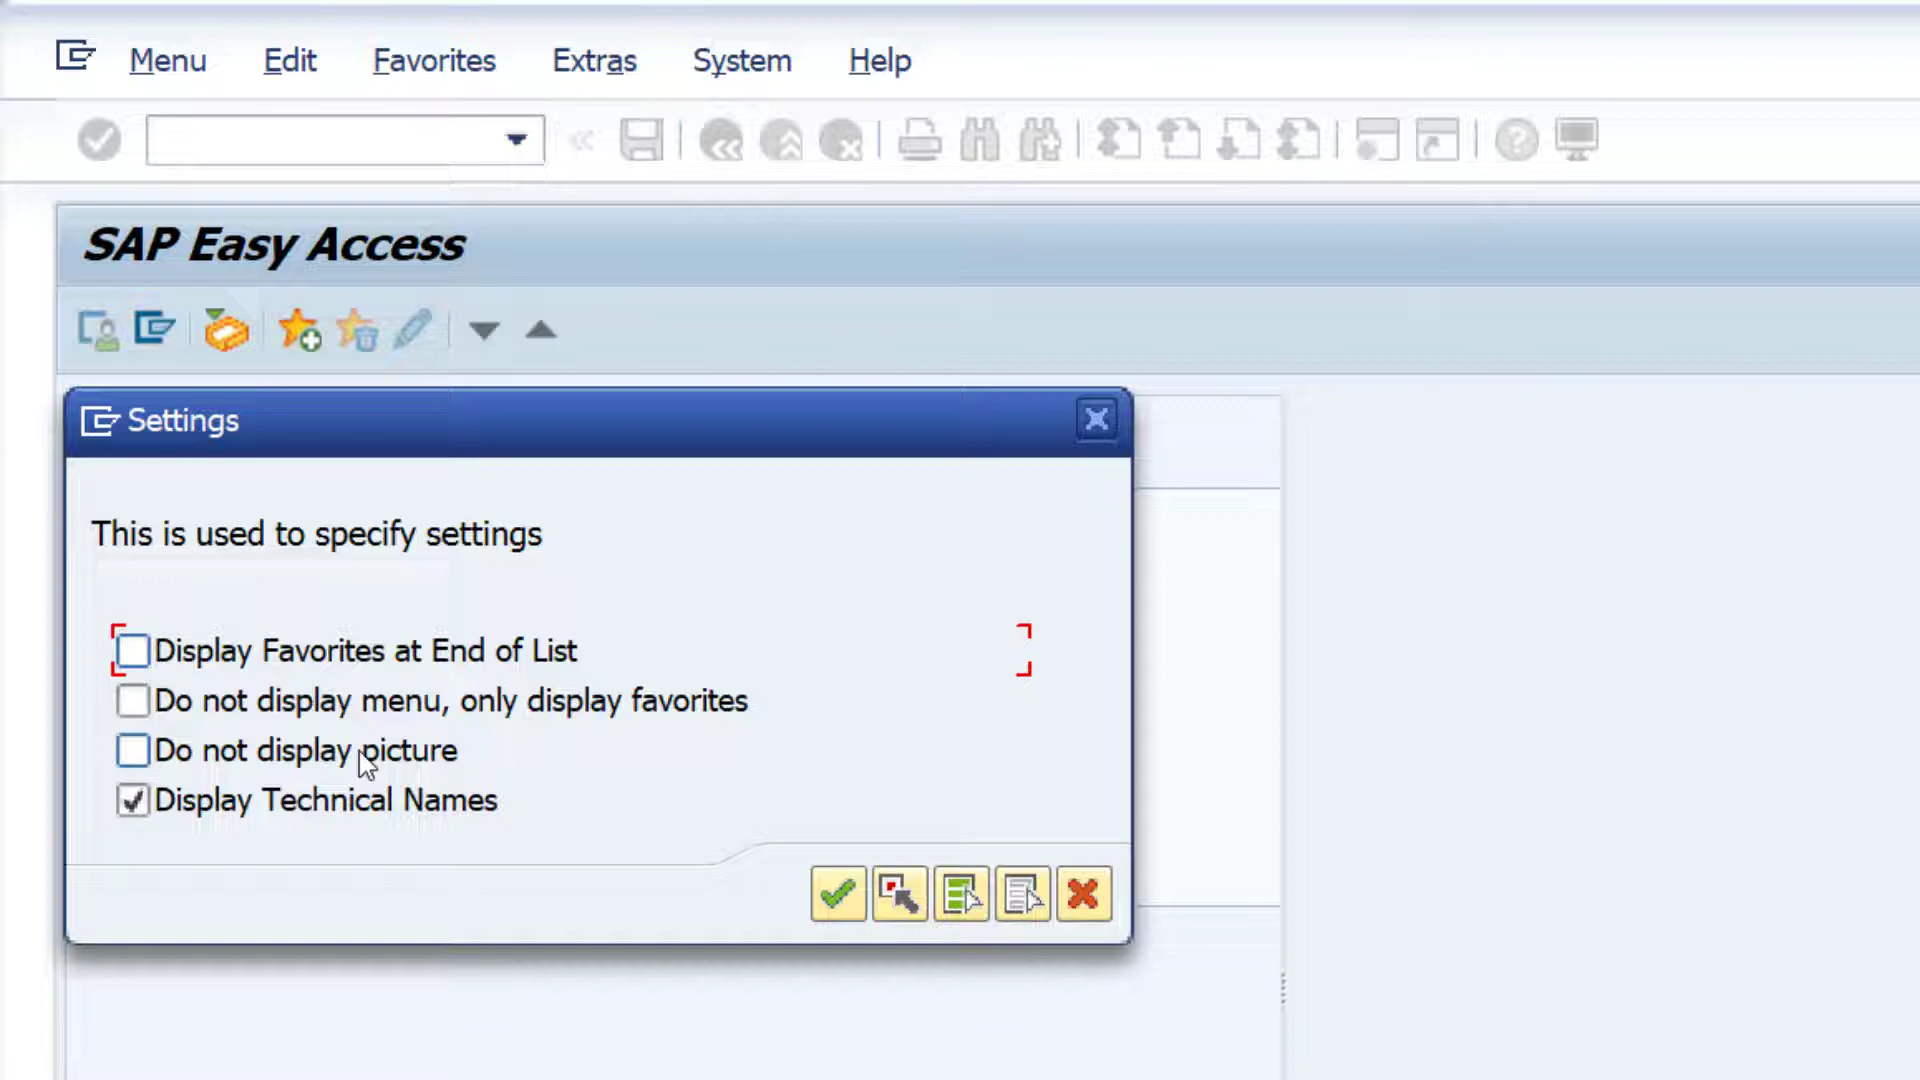 Menu Edit Favorites Extras System Help
SAP Easy Access
Settings
This is used to specify settings
Display Favorites at End of List
Do not display menu, only display favorites
Do not display picture
Display Technical Names